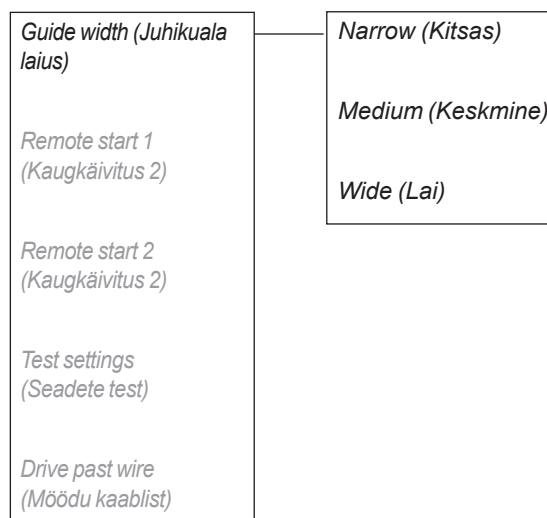 Guide width (Juhikuala
laius)
Remote start 1
(Kaugkäivitus 2)
Remote start 2
(Kaugkäivitus 2)
Test settings
(Seadete test)
Drive past wire
(Möödu kaablist)
Narrow (Kitsas)
Medium (Keskmine)
Wide (Lai)